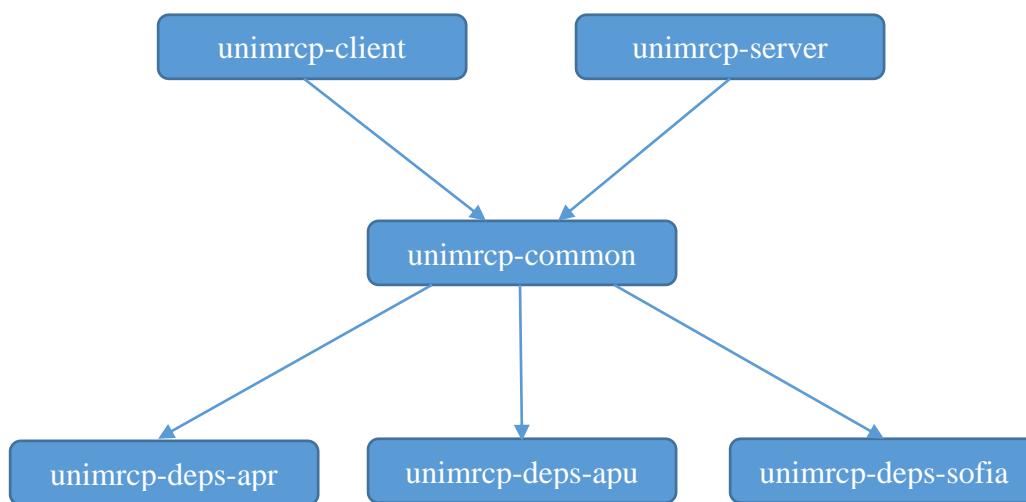 unimrcp-client
unimrcp-server
unimrcp-common
unimrcp-deps-apr
unimrcp-deps-apu
unimrcp-deps-sofia